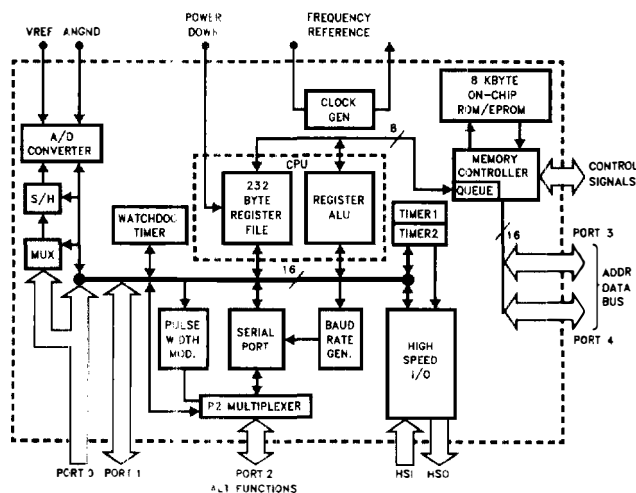 VREF ANGND
POWER
DOWN
FREQUENCY
REFERENCE
CLOCK
GEN
8 KBYTE
ON-CHIP
ROM/EPROM
A/D
CONVERTER
8
CPU
MEMORY
CONTROLLER
QUEUE
CONTROL
SIGNALS
S/H
232
BYTE
REGISTER
FILE
REGISTER
ALU
WATCHDOG
TIMER
TIMER1
TIMER2
16
PORT 3
MUX
16
ADDR
DATA
BUS
PULSE
WIDTH
MOD.
SERIAL
PORT
BAUD
RATE
GEN.
HIGH
SPEED
I/O
PORT 4
P2 MULTIPLEXER
PORT 0
PORT 1
PORT 2
ALT FUNCTIONS
HSI
HSO